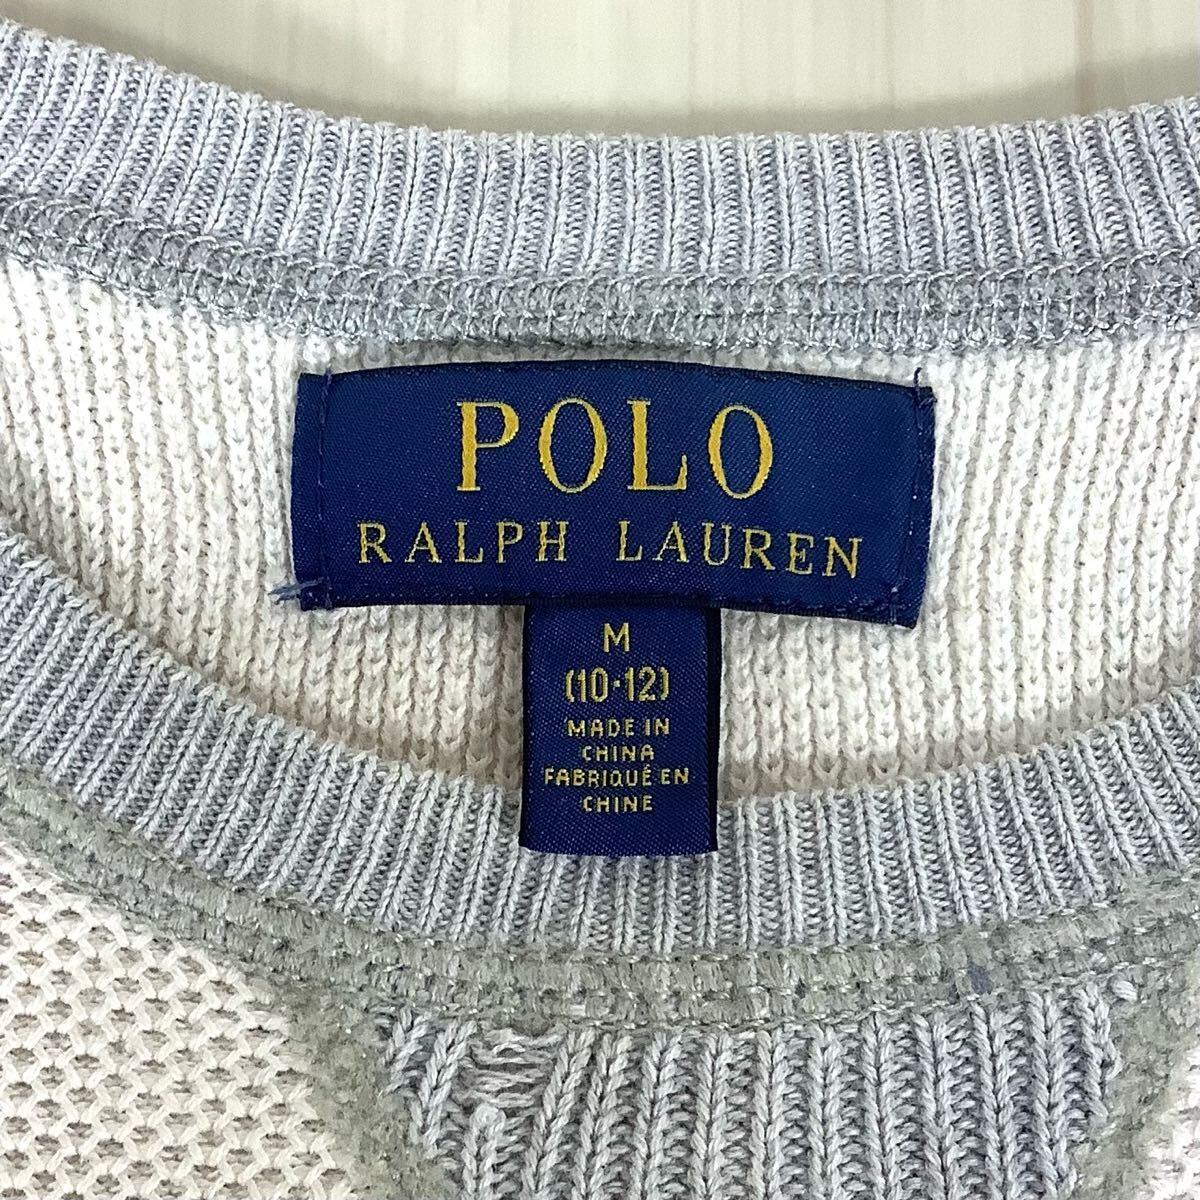 POLO
RALPH LAUREN
M
(10·12)
MADE IN
CHINA
FABRIQUÉ EN
CHINE